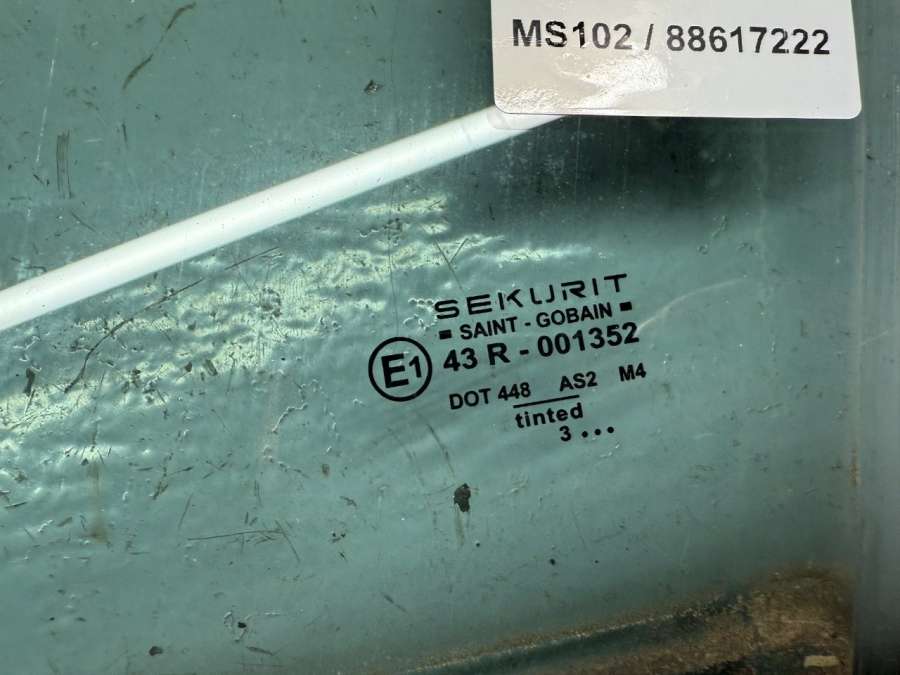 MS102 / 88617222
SEKURIT
SAINT - GOBAIN
E1 43 R - 001352
DOT 448 AS2 M4
tinted
3 •••